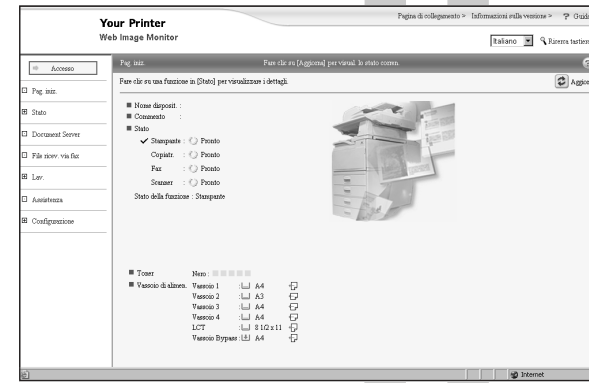 Your Printer
Web Image Monitor
Pagina di collegamento > Informazioni sulla versione > ? Guida
Italiano
Ricerca tastiera
Accesso
Pag. iniz.
Fare clic su [Aggiorna] per visual. lo stato corren.
?
Fare clic su una funzione in [Stato] per visualizzare i dettagli.
Aggior
Pag. iniz.
Stato
Document Server
File ricev. via fax
Lav.
Assistenza
Configurazione
Nome disposit. :
Commento :
Stato
Stampante : Pronto
Copiatr. : Pronto
Fax : Pronto
Scanner : Pronto
Stato della funzione : Stampante
Toner Nero :
Vassoio di alimen. Vassoio 1 : A4
Vassoio 2 : A3
Vassoio 3 : A4
Vassoio 4 : A4
LCT : 8 1/2 x 11
Vassoio Bypass : A4
Internet